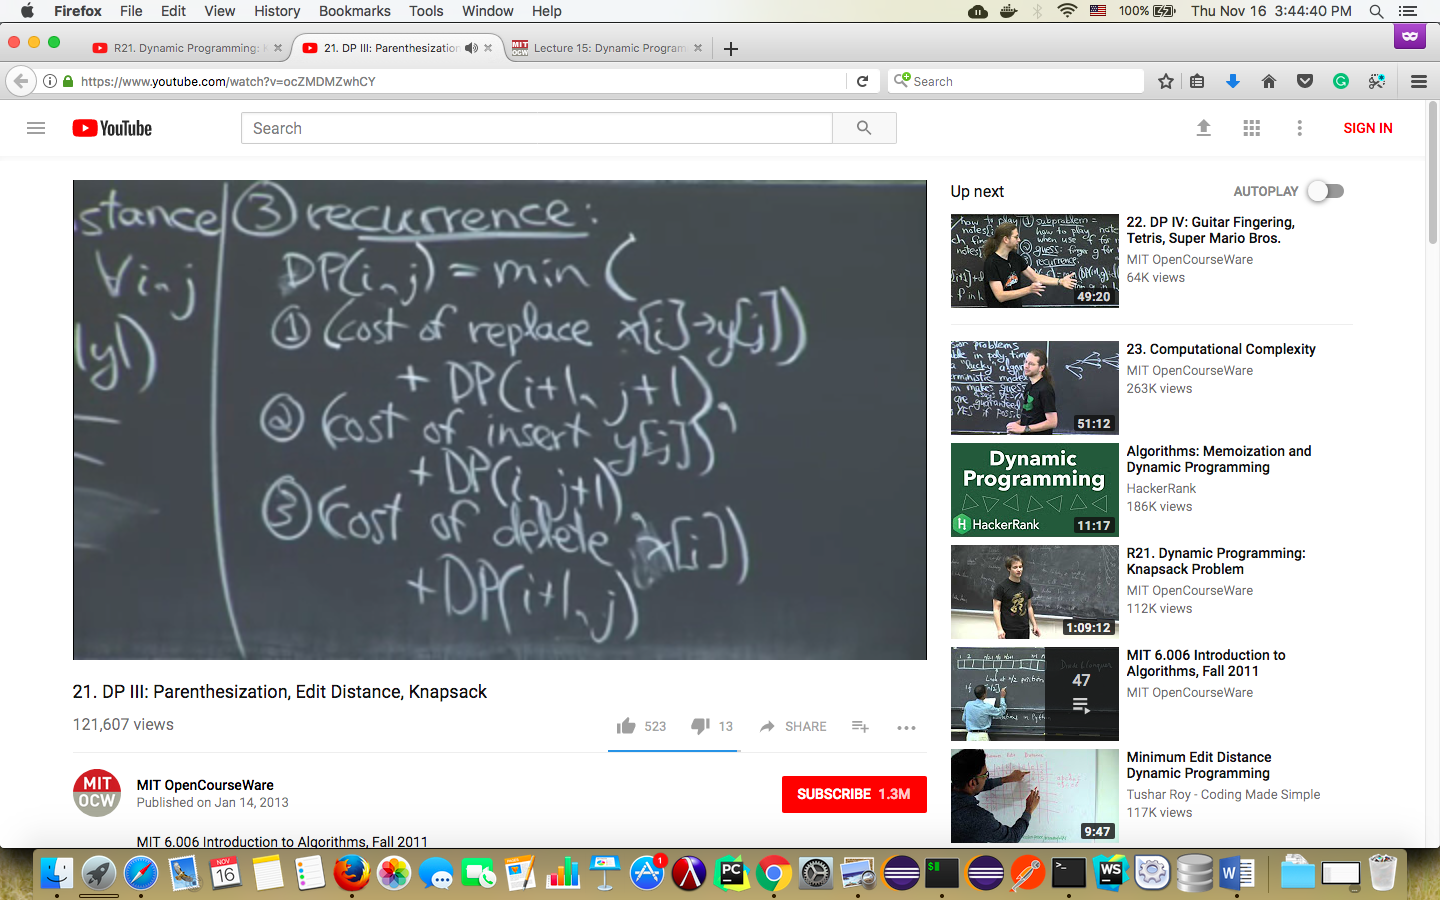 Firefox File Edit View History Bookmarks Tools Window Help
100% Thu Nov 16 3:44:40 PM
R21. Dynamic Programming:
21. DP III: Parenthesization
MIT OCW
Lecture 15: Dynamic Program
https://www.youtube.com/watch?v=ocZMDMZwhCY
Search
YouTube
Search
SIGN IN
stance
③ recurrence:
∀i,j
DP(i,j) = min (
① (cost of replace x[i]→y[j])
|y|)
+ DP(i+1, j+1),
② (cost of insert y[j])
+ DP(i, j+1)
③ (cost of delete x[i])
+ DP(i+1, j)
21. DP III: Parenthesization, Edit Distance, Knapsack
121,607 views
523
13
SHARE
MIT OCW
MIT OpenCourseWare
Published on Jan 14, 2013
SUBSCRIBE 1.3M
MIT 6.006 Introduction to Algorithms, Fall 2011
Up next
AUTOPLAY
49:20
22. DP IV: Guitar Fingering,
Tetris, Super Mario Bros.
MIT OpenCourseWare
64K views
51:12
23. Computational Complexity
MIT OpenCourseWare
263K views
Dynamic
Programming
HackerRank
11:17
Algorithms: Memoization and
Dynamic Programming
HackerRank
186K views
1:09:12
R21. Dynamic Programming:
Knapsack Problem
MIT OpenCourseWare
112K views
47
MIT 6.006 Introduction to
Algorithms, Fall 2011
MIT OpenCourseWare
9:47
Minimum Edit Distance
Dynamic Programming
Tushar Roy - Coding Made Simple
117K views
NOV
16
1
PC
$
>_
WS
W